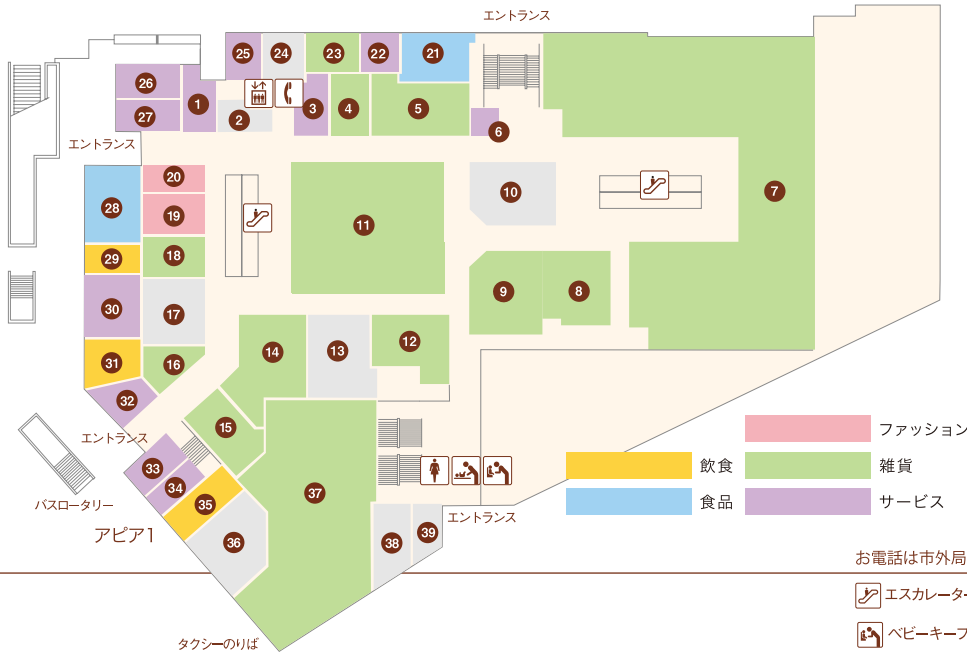 エントランス
25
24
23
22
21
26
27
1
2
3
4
5
6
エントランス
20
19
28
18
29
11
10
7
30
17
9
8
31
16
14
13
12
32
15
エントランス
33
34
35
37
36
38
39
バスロータリー
アピア1
エントランス
タクシーのりば
ファッション
飲食
雑貨
食品
サービス
お電話は市外局
エスカレーター
ベビーキープ